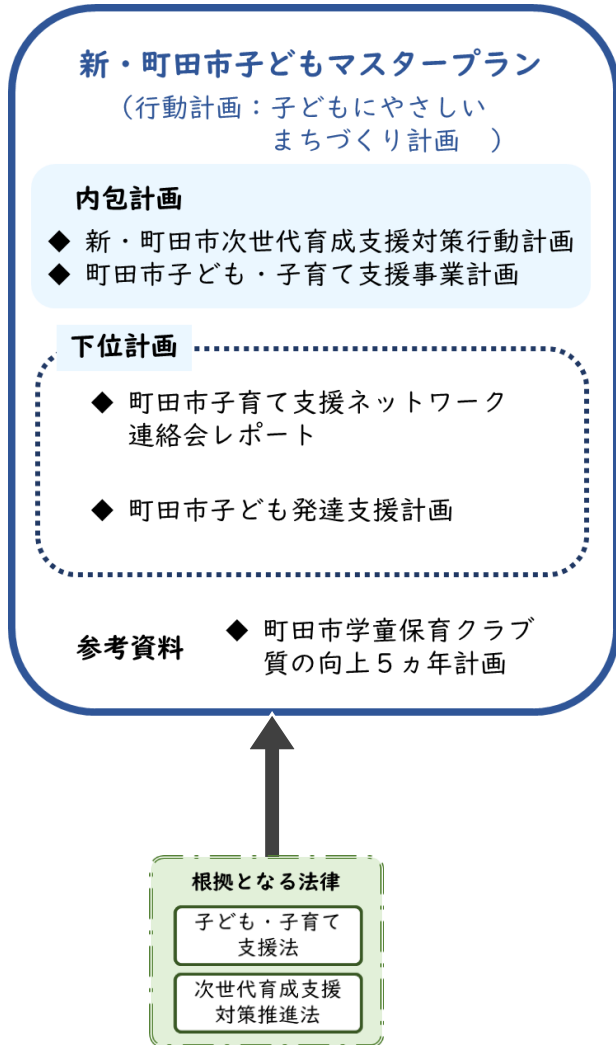 新・町田市子どもマスタープラン
（行動計画：子どもにやさしい
まちづくり計画　）
内包計画
◆ 新・町田市次世代育成支援対策行動計画
◆ 町田市子ども・子育て支援事業計画
下位計画
◆ 町田市子育て支援ネットワーク
連絡会レポート
◆ 町田市子ども発達支援計画
参考資料
◆ 町田市学童保育クラブ
質の向上５ヵ年計画
根拠となる法律
子ども・子育て
支援法
次世代育成支援
対策推進法